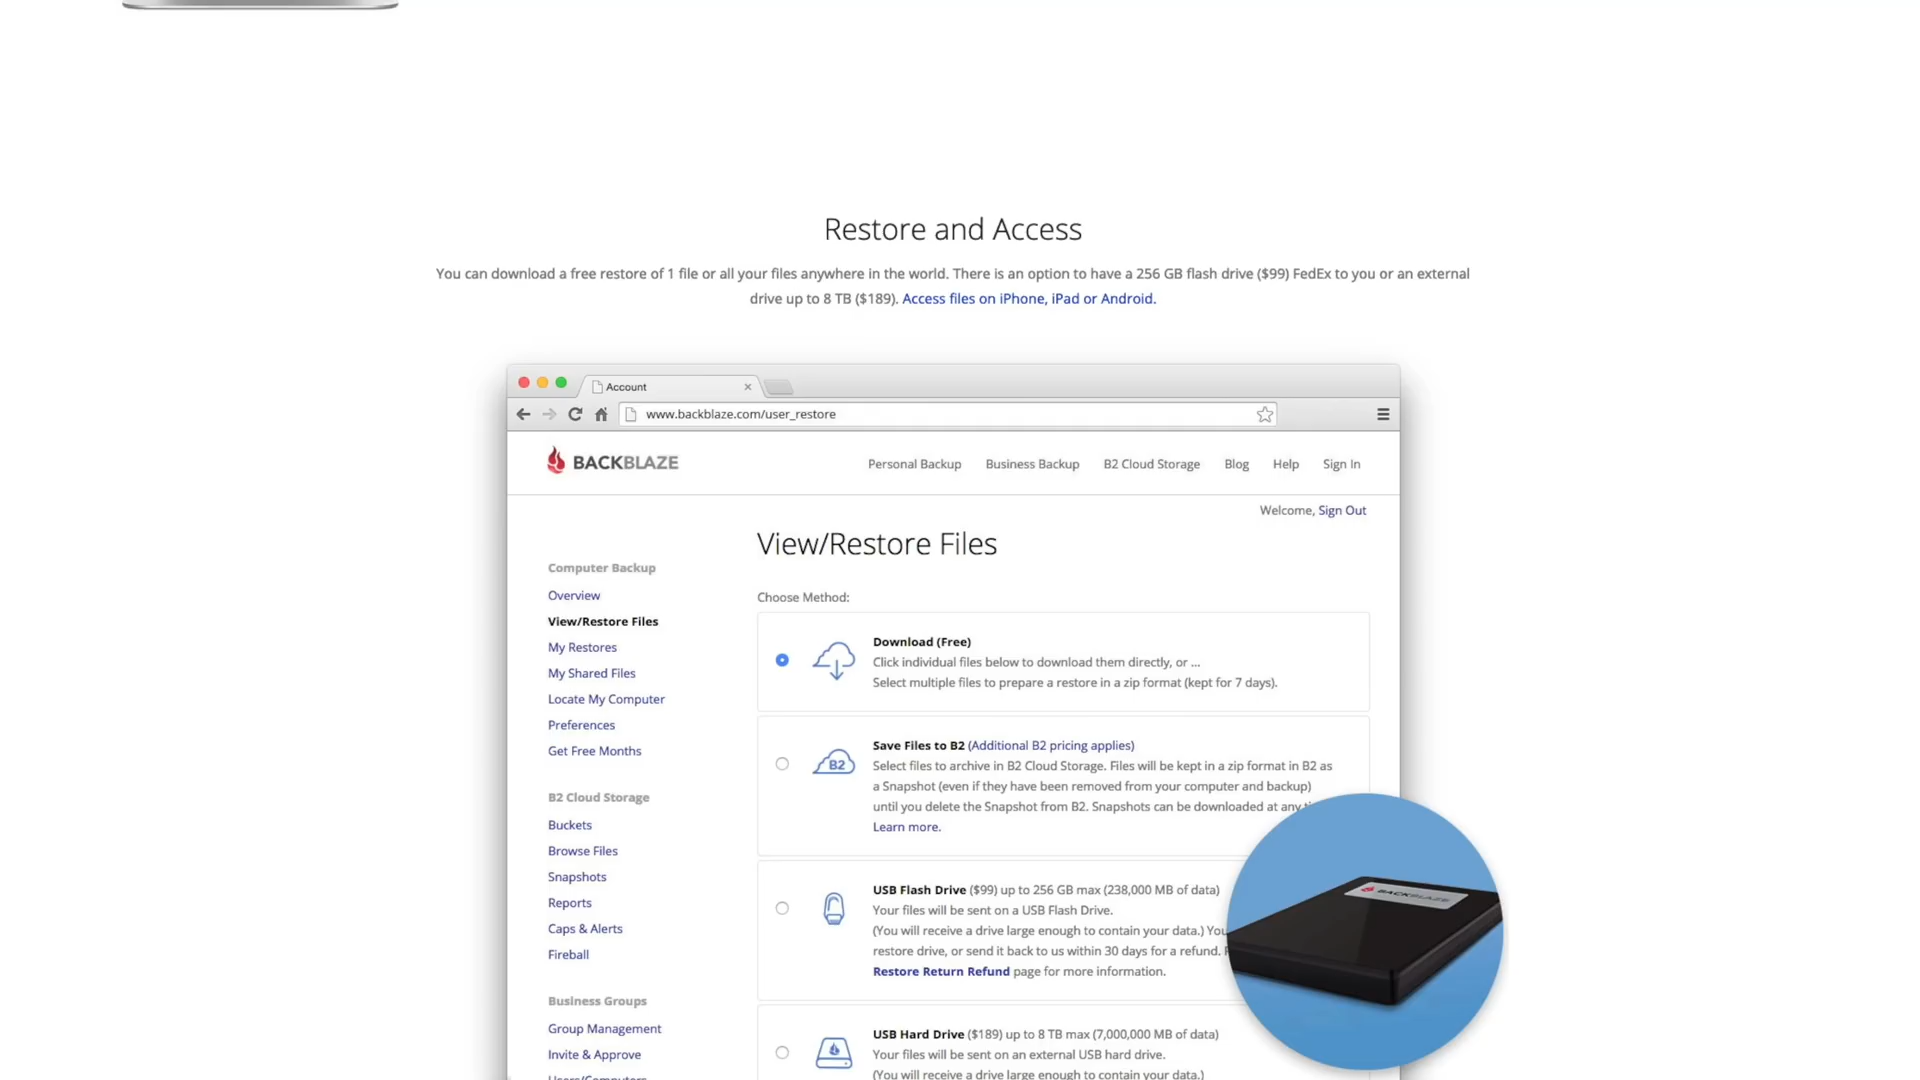 Restore and Access
You can download a free restore of 1 file or all your files anywhere in the world. There is an option to have a 256 GB flash drive ($99) FedEx to you or an external
drive up to 8 TB ($189). Access files on iPhone, iPad or Android.
Account
www.backblaze.com/user_restore
BACKBLAZE
Personal Backup
Business Backup
B2 Cloud Storage
Blog
Help
Sign In
Welcome, Sign Out
View/Restore Files
Computer Backup
Overview
View/Restore Files
My Restores
My Shared Files
Locate My Computer
Preferences
Get Free Months
B2 Cloud Storage
Buckets
Browse Files
Snapshots
Reports
Caps & Alerts
Fireball
Business Groups
Group Management
Invite & Approve
Users/Computers
Choose Method:
Download (Free)
Click individual files below to download them directly, or ...
Select multiple files to prepare a restore in a zip format (kept for 7 days).
B2
Save Files to B2 (Additional B2 pricing applies)
Select files to archive in B2 Cloud Storage. Files will be kept in a zip format in B2 as
a Snapshot (even if they have been removed from your computer and backup)
until you delete the Snapshot from B2. Snapshots can be downloaded at any
Learn more.
USB Flash Drive ($99) up to 256 GB max (238,000 MB of data)
Your files will be sent on a USB Flash Drive.
(You will receive a drive large enough to contain your data.)
restore drive, or send it back to us within 30 days for a refund.
Restore Return Refund page for more information.
USB Hard Drive ($189) up to 8 TB max (7,000,000 MB of data)
Your files will be sent on an external USB hard drive.
(You will receive a drive large enough to contain your data.)
BACKBLAZE